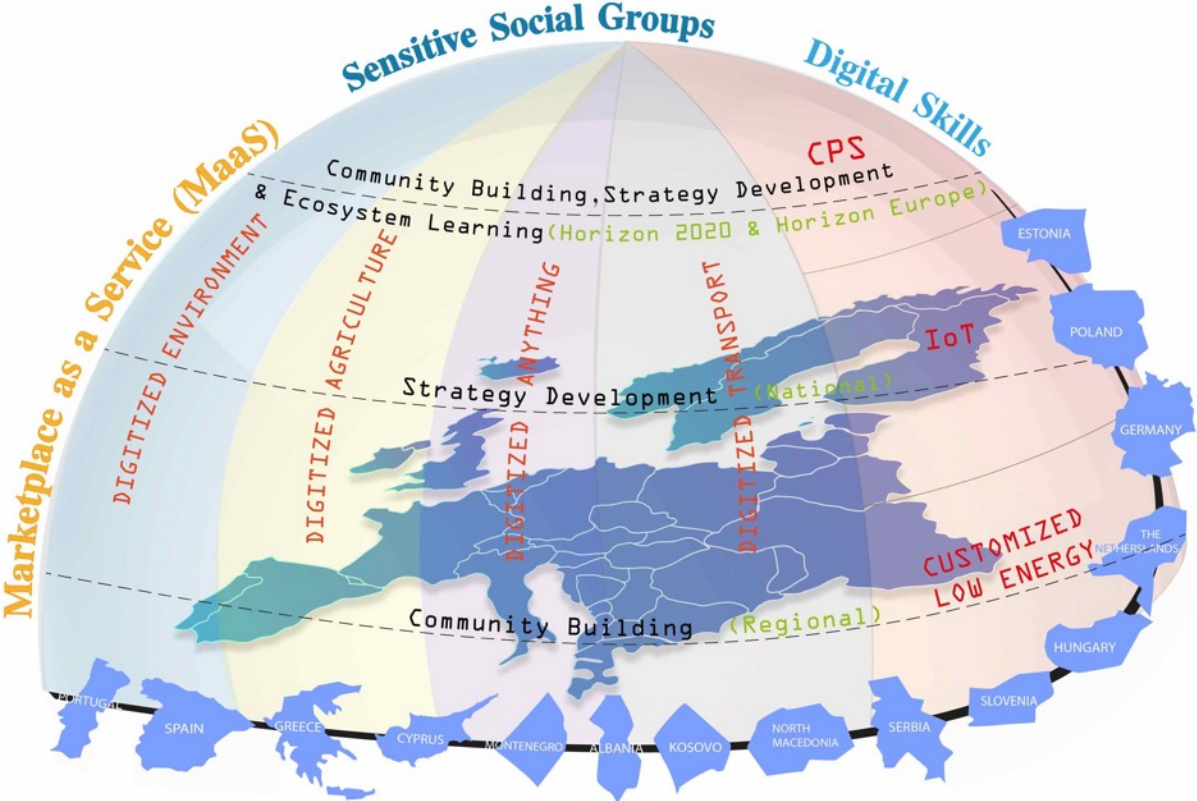 Sensitive Social Groups
Digital Skills
Marketplace as a Service (MaaS)
CPS
Community Building,Strategy Development
& Ecosystem Learning(Horizon 2020 & Horizon Europe)
DIGITIZED ENVIRONMENT
DIGITIZED AGRICULTURE
DIGITIZED ANYTHING
DIGITIZED TRANSPORT
IoT
Strategy Development (National)
CUSTOMIZED
LOW ENERGY
Community Building (Regional)
ESTONIA
POLAND
GERMANY
THE
NETHERSLANDS
HUNGARY
SLOVENIA
SERBIA
NORTH
MACEDONIA
KOSOVO
ALBANIA
MONTENEGRO
CYPRUS
GREECE
SPAIN
PORTUGAL